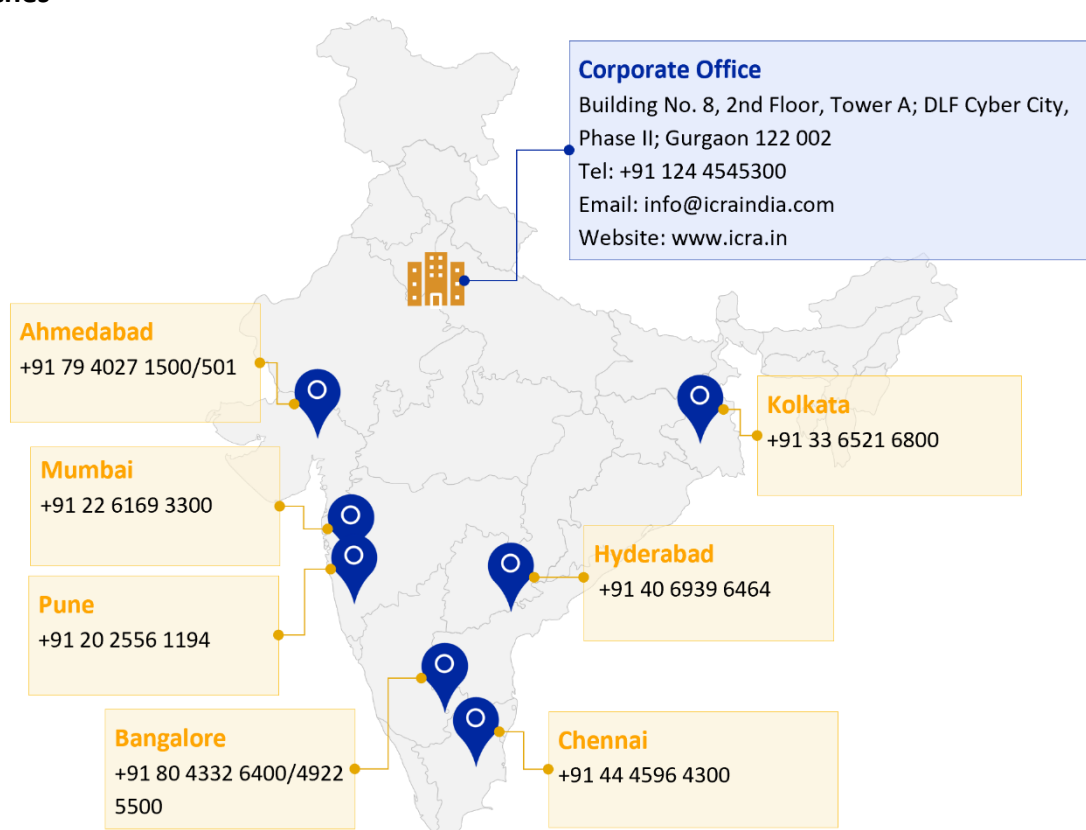 Corporate Office
Building No. 8, 2nd Floor, Tower A; DLF Cyber City,
Phase II; Gurgaon 122 002
Tel: +91 124 4545300
Email: info@icraindia.com
Website: www.icra.in
Ahmedabad
+91 79 4027 1500/501
Kolkata
+91 33 6521 6800
Mumbai
+91 22 6169 3300
Hyderabad
+91 40 6939 6464
Pune
+91 20 2556 1194
Bangalore
+91 80 4332 6400/4922
5500
Chennai
+91 44 4596 4300